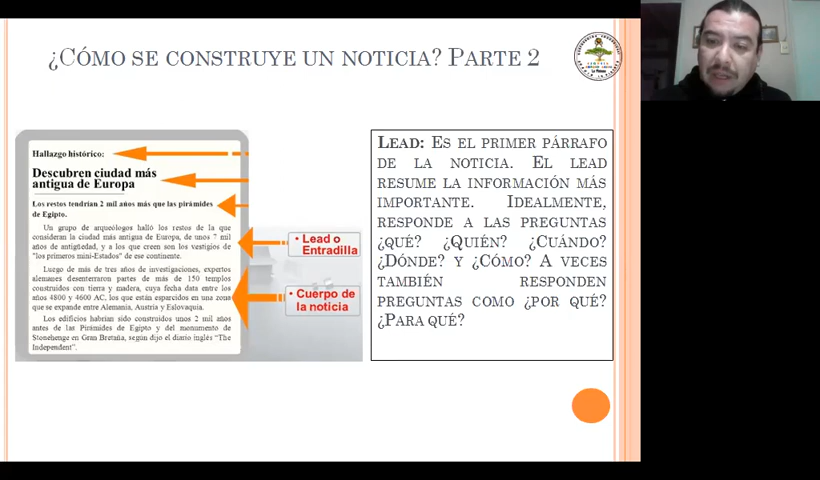 ¿CÓMO SE CONSTRUYE UN NOTICIA? PARTE 2
Hallazgo histórico:
Descubren ciudad más
antigua de Europa
Los restos tendrían 2 mil años más que las pirámides
de Egipto.
Un grupo de arqueólogos halló los restos de la que
consideran la ciudad más antigua de Europa, de unos 7 mil
años de antigüedad, y a los que creen son los vestigios de
"los primeros mini-Estados" de ese continente.
Luego de más de tres años de investigaciones, expertos
alemanes desenterraron partes de más de 150 templos
construidos con tierra y madera, cuya fecha data entre los
años 4800 y 4600 AC, los que están esparcidos en una zona
que se expande entre Alemania, Austria y Eslovaquia.
Los edificios habrían sido construidos unos 2 mil años
antes de las Pirámides de Egipto y del monumento de
Stonehenge en Gran Bretaña, según dijo el diario inglés "The
Independent".
• Lead o
Entradilla
• Cuerpo de
la noticia
LEAD: ES EL PRIMER PÁRRAFO
DE LA NOTICIA. EL LEAD
RESUME LA INFORMACIÓN MÁS
IMPORTANTE. IDEALMENTE,
RESPONDE A LAS PREGUNTAS
¿QUÉ? ¿QUIÉN? ¿CUÁNDO?
¿DÓNDE? Y ¿CÓMO? A VECES
TAMBIÉN RESPONDEN
PREGUNTAS COMO ¿POR QUÉ?
¿PARA QUÉ?